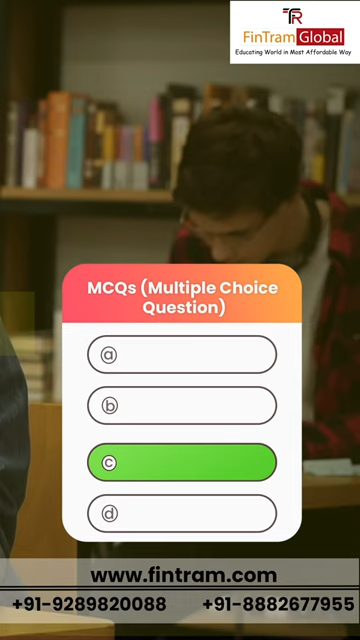 FR
FinTram Global
Educating World in Most Affordable Way
MCQs (Multiple Choice
Question)
a
b
c
d
www.fintram.com
+91-9289820088 +91-8882677955